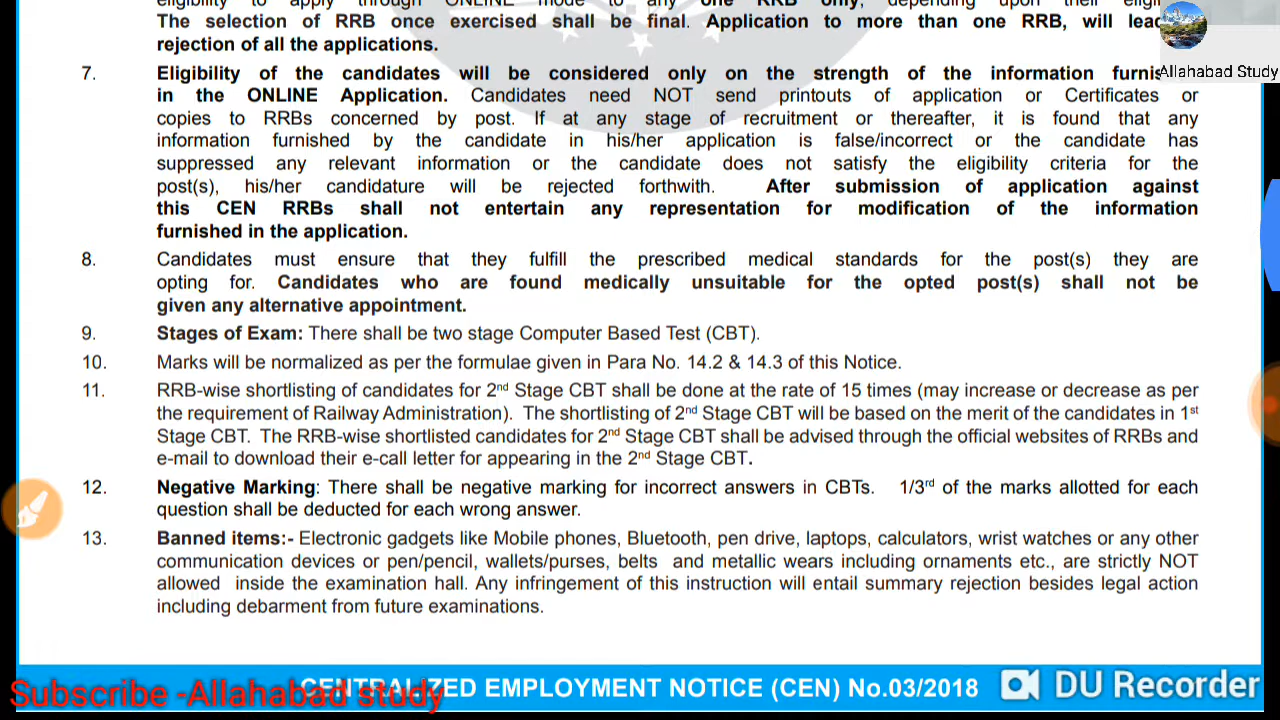 eligibility to apply through ONLINE mode to any one RRB only, depending upon their
The selection of RRB once exercised shall be final. Application to more than one RRB, will
rejection of all the applications.
Allahabad Study
7. Eligibility of the candidates will be considered only on the strength of the information
in the ONLINE Application. Candidates need NOT send printouts of application or Certificates or
copies to RRBs concerned by post. If at any stage of recruitment or thereafter, it is found that any
information furnished by the candidate in his/her application is false/incorrect or the candidate has
suppressed any relevant information or the candidate does not satisfy the eligibility criteria for the
post(s), his/her candidature will be rejected forthwith. After submission of application against
this CEN RRBs shall not entertain any representation for modification of the information
furnished in the application.
8. Candidates must ensure that they fulfill the prescribed medical standards for the post(s) they are
opting for. Candidates who are found medically unsuitable for the opted post(s) shall not be
given any alternative appointment.
9. Stages of Exam: There shall be two stage Computer Based Test (CBT).
10. Marks will be normalized as per the formulae given in Para No. 14.2 & 14.3 of this Notice.
11. RRB-wise shortlisting of candidates for 2nd Stage CBT shall be done at the rate of 15 times (may increase or decrease as per
the requirement of Railway Administration). The shortlisting of 2nd Stage CBT will be based on the merit of the candidates in 1st
Stage CBT. The RRB-wise shortlisted candidates for 2nd Stage CBT shall be advised through the official websites of RRBs and
e-mail to download their e-call letter for appearing in the 2nd Stage CBT.
12. Negative Marking: There shall be negative marking for incorrect answers in CBTs. 1/3rd of the marks allotted for each
question shall be deducted for each wrong answer.
13. Banned items:- Electronic gadgets like Mobile phones, Bluetooth, pen drive, laptops, calculators, wrist watches or any other
communication devices or pen/pencil, wallets/purses, belts and metallic wears including ornaments etc., are strictly NOT
allowed inside the examination hall. Any infringement of this instruction will entail summary rejection besides legal action
including debarment from future examinations.
Subscribe -Allahabad study
CENTRALIZED EMPLOYMENT NOTICE (CEN) No.03/2018
DU Recorder